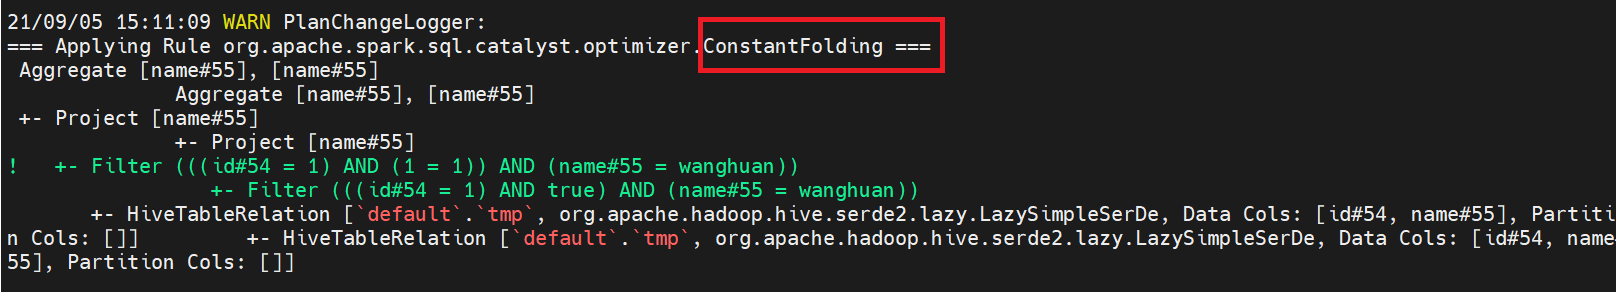 21/09/05 15:11:09 WARN PlanChangeLogger:
=== Applying Rule org.apache.spark.sql.catalyst.optimizer.ConstantFolding ===
 Aggregate [name#55], [name#55]
              Aggregate [name#55], [name#55]
 +- Project [name#55]
              +- Project [name#55]
!   +- Filter (((id#54 = 1) AND (1 = 1)) AND (name#55 = wanghuan))
                 +- Filter (((id#54 = 1) AND true) AND (name#55 = wanghuan))
       +- HiveTableRelation [`default`.`tmp`, org.apache.hadoop.hive.serde2.lazy.LazySimpleSerDe, Data Cols: [id#54, name#55], Partitio
n Cols: []]         +- HiveTableRelation [`default`.`tmp`, org.apache.hadoop.hive.serde2.lazy.LazySimpleSerDe, Data Cols: [id#54, name
55], Partition Cols: []]